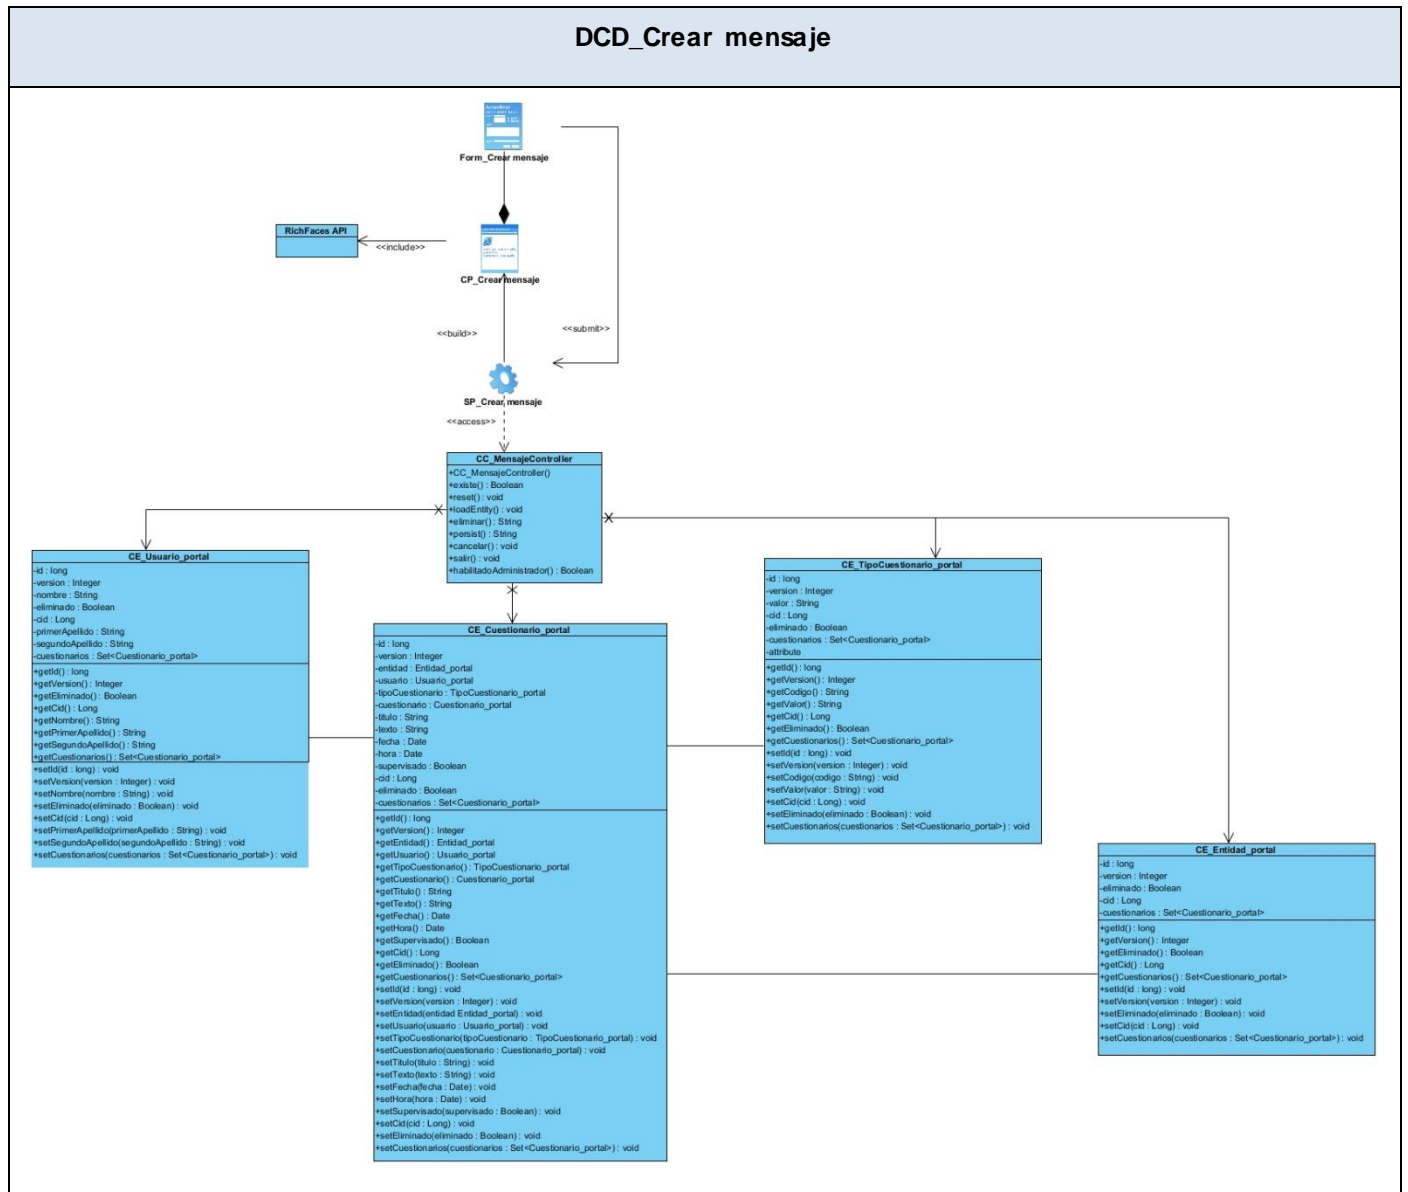 DCD_Crear mensaje
Form_Crear mensaje
RichFaces API
<<include>>
CP_Crear mensaje
<<build>>
<<submit>>
SP_Crear mensaje
<<access>>
CC_MensajeController
+CC_MensajeController()
+existe() : Boolean
+reset() : void
+loadEntity() : void
+eliminar() : String
+persist() : String
+cancelar() : void
+salir() : void
+habilitadoAdministrador() : Boolean
CE_Usuario_portal
-id : long
-version : Integer
-nombre : String
-eliminado : Boolean
-cid : Long
-primerApellido : String
-segundoApellido : String
-cuestionarios : Set<Cuestionario_portal>
+getId() : long
+getVersion() : Integer
+getEliminado() : Boolean
+getCid() : Long
+getNombre() : String
+getPrimerApellido() : String
+getSegundoApellido() : String
+getCuestionarios() : Set<Cuestionario_portal>
+setId(id : long) : void
+setVersion(version : Integer) : void
+setNombre(nombre : String) : void
+setEliminado(eliminado : Boolean) : void
+setCid(cid : Long) : void
+setPrimerApellido(primerApellido : String) : void
+setSegundoApellido(segundoApellido : String) : void
+setCuestionarios(cuestionarios : Set<Cuestionario_portal>) : void
CE_Cuestionario_portal
-id : long
-version : Integer
-entidad : Entidad_portal
-usuario : Usuario_portal
-tipoCuestionario : TipoCuestionario_portal
-cuestionario : Cuestionario_portal
-titulo : String
-texto : String
-fecha : Date
-hora : Date
-supervisado : Boolean
-cid : Long
-eliminado : Boolean
-cuestionarios : Set<Cuestionario_portal>
+getId() : long
+getVersion() : Integer
+getEntidad() : Entidad_portal
+getUsuario() : Usuario_portal
+getTipoCuestionario() : TipoCuestionario_portal
+getCuestionario() : Cuestionario_portal
+getTitulo() : String
+getTexto() : String
+getFecha() : Date
+getHora() : Date
+getSupervisado() : Boolean
+getCid() : Long
+getEliminado() : Boolean
+getCuestionarios() : Set<Cuestionario_portal>
+setId(id : long) : void
+setVersion(version : Integer) : void
+setEntidad(entidad Entidad_portal) : void
+setUsuario(usuario : Usuario_portal) : void
+setTipoCuestionario(tipoCuestionario : TipoCuestionario_portal) : void
+setCuestionario(cuestionario : Cuestionario_portal) : void
+setTitulo(titulo : String) : void
+setTexto(texto : String) : void
+setFecha(fecha : Date) : void
+setHora(hora : Date) : void
+setSupervisado(supervisado : Boolean) : void
+setCid(cid : Long) : void
+setEliminado(eliminado : Boolean) : void
+setCuestionarios(cuestionarios : Set<Cuestionario_portal>) : void
CE_TipoCuestionario_portal
-id : long
-version : Integer
-valor : String
-cid : Long
-eliminado : Boolean
-cuestionarios : Set<Cuestionario_portal>
-attribute
+getId() : long
+getVersion() : Integer
+getCodigo() : String
+getValor() : String
+getCid() : Long
+getEliminado() : Boolean
+getCuestionarios() : Set<Cuestionario_portal>
+setId(id : long) : void
+setVersion(version : Integer) : void
+setCodigo(codigo : String) : void
+setValor(valor : String) : void
+setCid(cid : Long) : void
+setEliminado(eliminado : Boolean) : void
+setCuestionarios(cuestionarios : Set<Cuestionario_portal>) : void
CE_Entidad_portal
-id : long
-version : Integer
-eliminado : Boolean
-cid : Long
-cuestionarios : Set<Cuestionario_portal>
+getId() : long
+getVersion() : Integer
+getEliminado() : Boolean
+getCid() : Long
+getCuestionarios() : Set<Cuestionario_portal>
+setId(id : long) : void
+setVersion(version : Integer) : void
+setEliminado(eliminado : Boolean) : void
+setCid(cid : Long) : void
+setCuestionarios(cuestionarios : Set<Cuestionario_portal>) : void